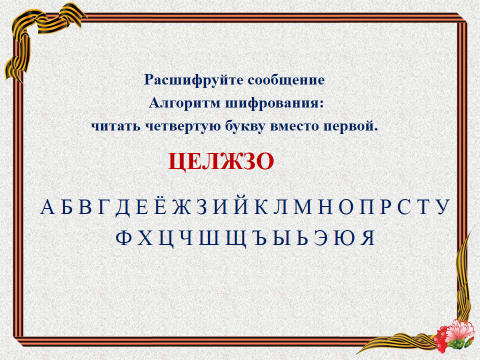 Расшифруйте сообщение
Алгоритм шифрования:
читать четвертую букву вместо первой.
ЦЕЛЖЗО
А Б В Г Д Е Ё Ж З И Й К Л М Н О П Р С Т У
Ф Х Ц Ч Ш Щ Ъ Ы Ь Э Ю Я